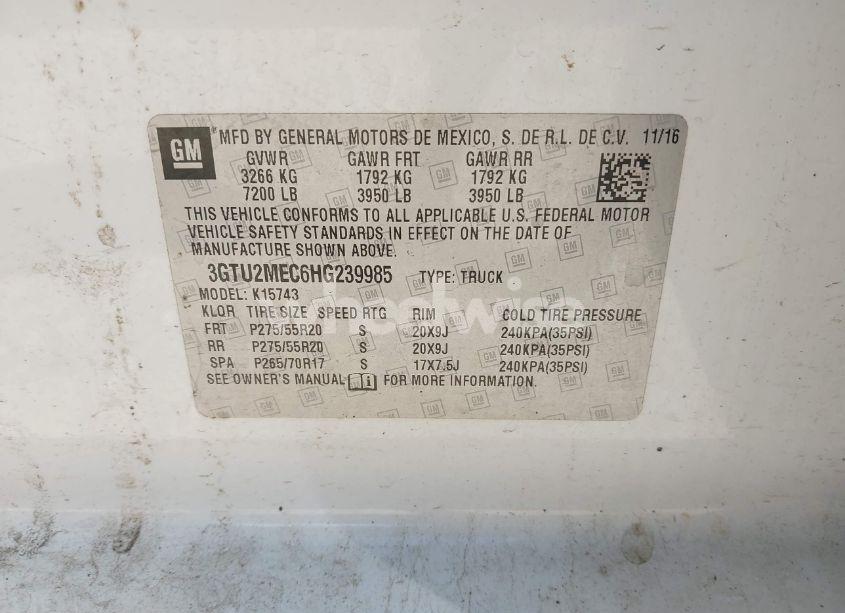 GM MFD BY GENERAL MOTORS DE MEXICO, S. DE R.L. DE C.V. 11/16
GVWR GAWR FRT GAWR RR
3266 KG 1792 KG 1792 KG
7200 LB 3950 LB 3950 LB
THIS VEHICLE CONFORMS TO ALL APPLICABLE U.S. FEDERAL MOTOR
VEHICLE SAFETY STANDARDS IN EFFECT ON THE DATE OF
MANUFACTURE SHOWN ABOVE.
3GTU2MEC6HG239985 TYPE: TRUCK
MODEL: K15743
KLQR TIRE SIZE SPEED RTG RIM COLD TIRE PRESSURE
FRT P275/55R20 S 20X9J 240KPA(35PSI)
RR P275/55R20 S 20X9J 240KPA(35PSI)
SPA P265/70R17 S 17X7.5J 240KPA(35PSI)
SEE OWNER'S MANUAL FOR MORE INFORMATION.